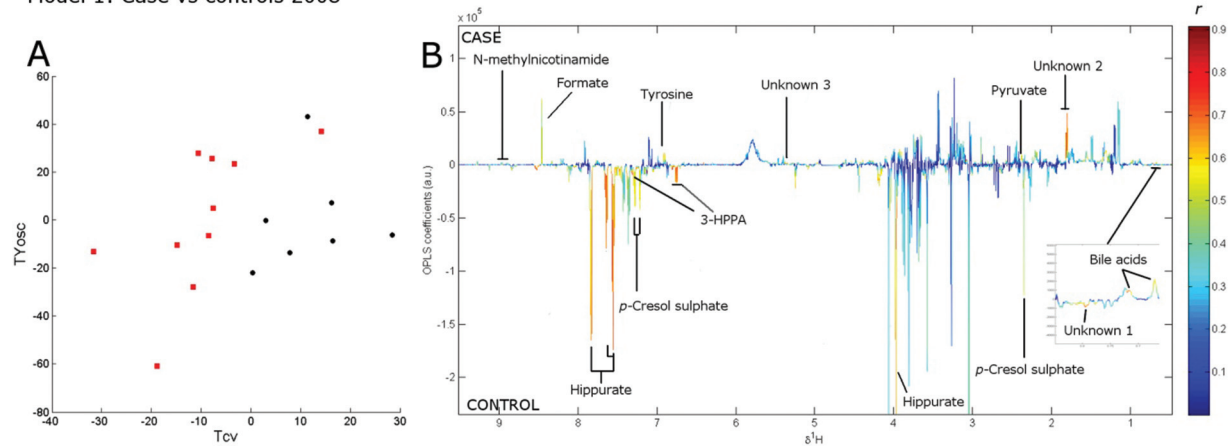 Model 1: Case vs controls 2008
A
60
40
20
0
-20
-40
-60
-80
-40
-30
-20
-10
0
10
20
30
TYosc
Tcv
B
x 10⁵
CASE
N-methylnicotinamide
Formate
Tyrosine
Unknown 3
Pyruvate
Unknown 2
3-HPPA
p-Cresol sulphate
Hippurate
Hippurate
p-Cresol sulphate
Bile acids
Unknown 1
CONTROL
1
0.5
0
-0.5
-1
-1.5
-2
OPLS coefficients (a.u.)
9
8
7
6
5
4
3
2
1
δ¹H
r
0.9
0.8
0.7
0.6
0.5
0.4
0.3
0.2
0.1